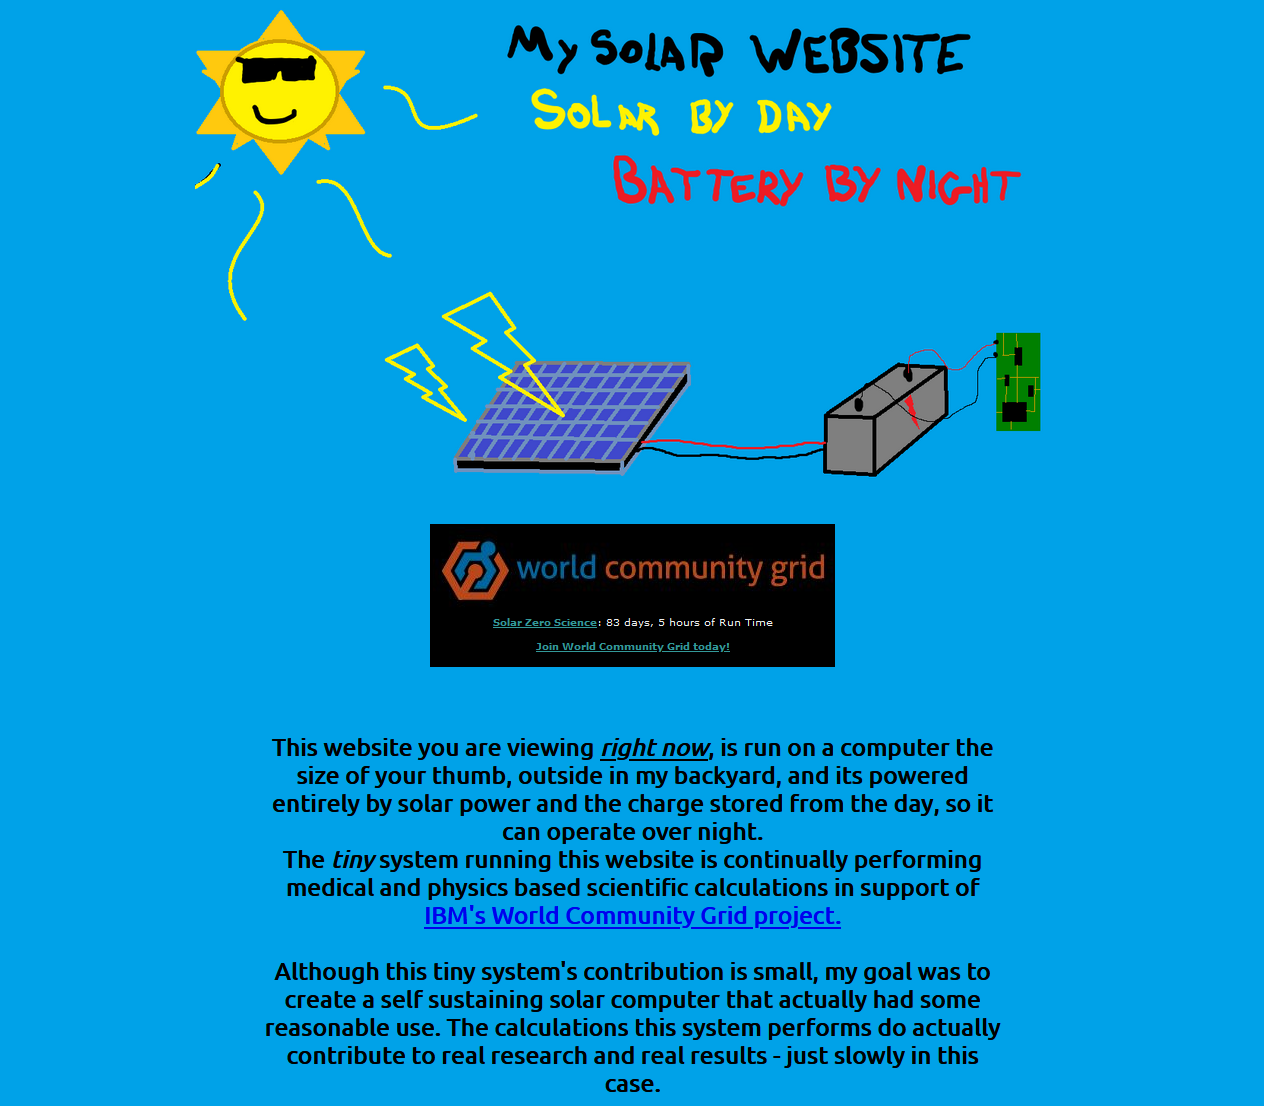 My SOLAR WEBSITE
SOLAR BY DAY
BATTERY BY NIGHT
world community grid
Solar Zero Science: 83 days, 5 hours of Run Time
Join World Community Grid today!
This website you are viewing right now, is run on a computer the
size of your thumb, outside in my backyard, and its powered
entirely by solar power and the charge stored from the day, so it
can operate over night.
The tiny system running this website is continually performing
medical and physics based scientific calculations in support of
IBM's World Community Grid project.
Although this tiny system's contribution is small, my goal was to
create a self sustaining solar computer that actually had some
reasonable use. The calculations this system performs do actually
contribute to real research and real results - just slowly in this
case.